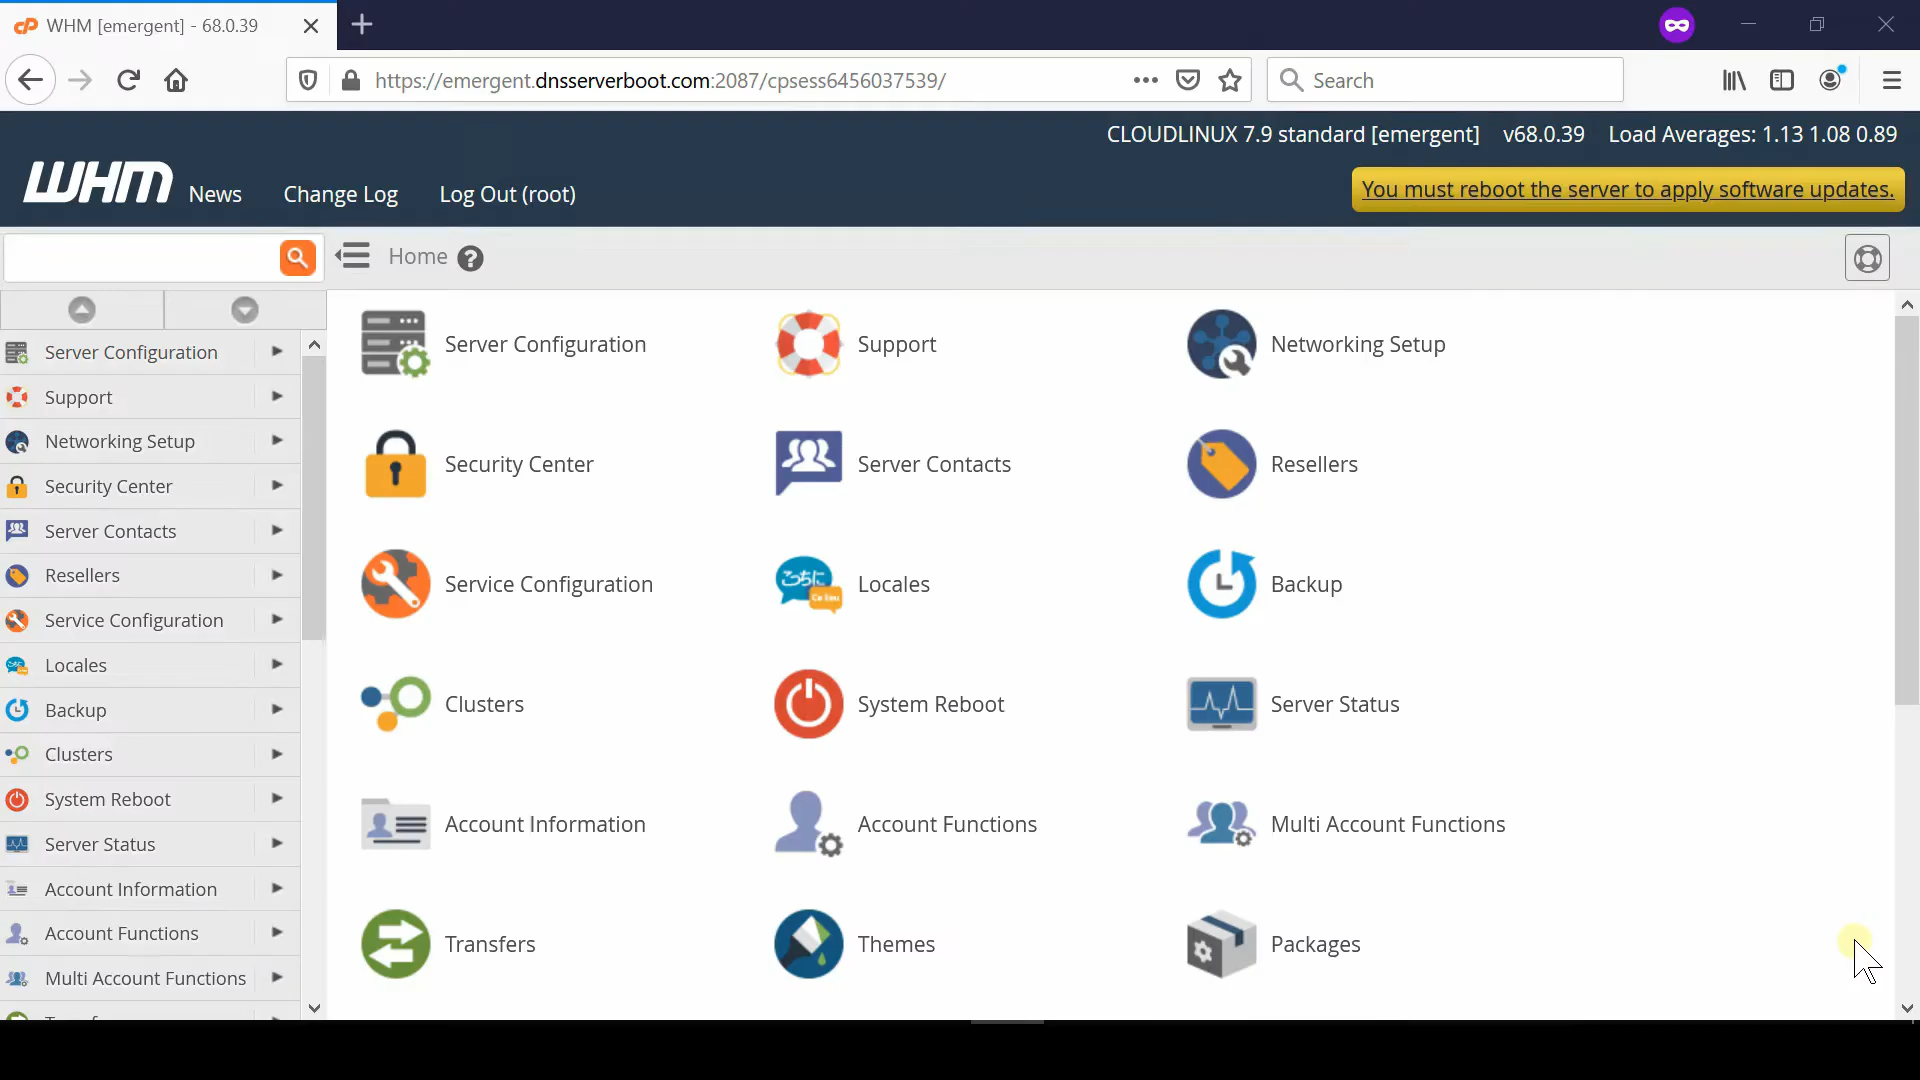 WHM [emergent] - 68.0.39
https://emergent.dnsserverboot.com:2087/cpsess6456037539/
Search
CLOUDLINUX 7.9 standard [emergent] v68.0.39 Load Averages: 1.13 1.08 0.89
WHM News Change Log Log Out (root)
You must reboot the server to apply software updates.
Home
Server Configuration
Support
Networking Setup
Security Center
Server Contacts
Resellers
Service Configuration
Locales
Backup
Clusters
System Reboot
Server Status
Account Information
Account Functions
Multi Account Functions
Server Configuration Support Networking Setup
Security Center Server Contacts Resellers
Service Configuration Locales Backup
Clusters System Reboot Server Status
Account Information Account Functions Multi Account Functions
Transfers Themes Packages